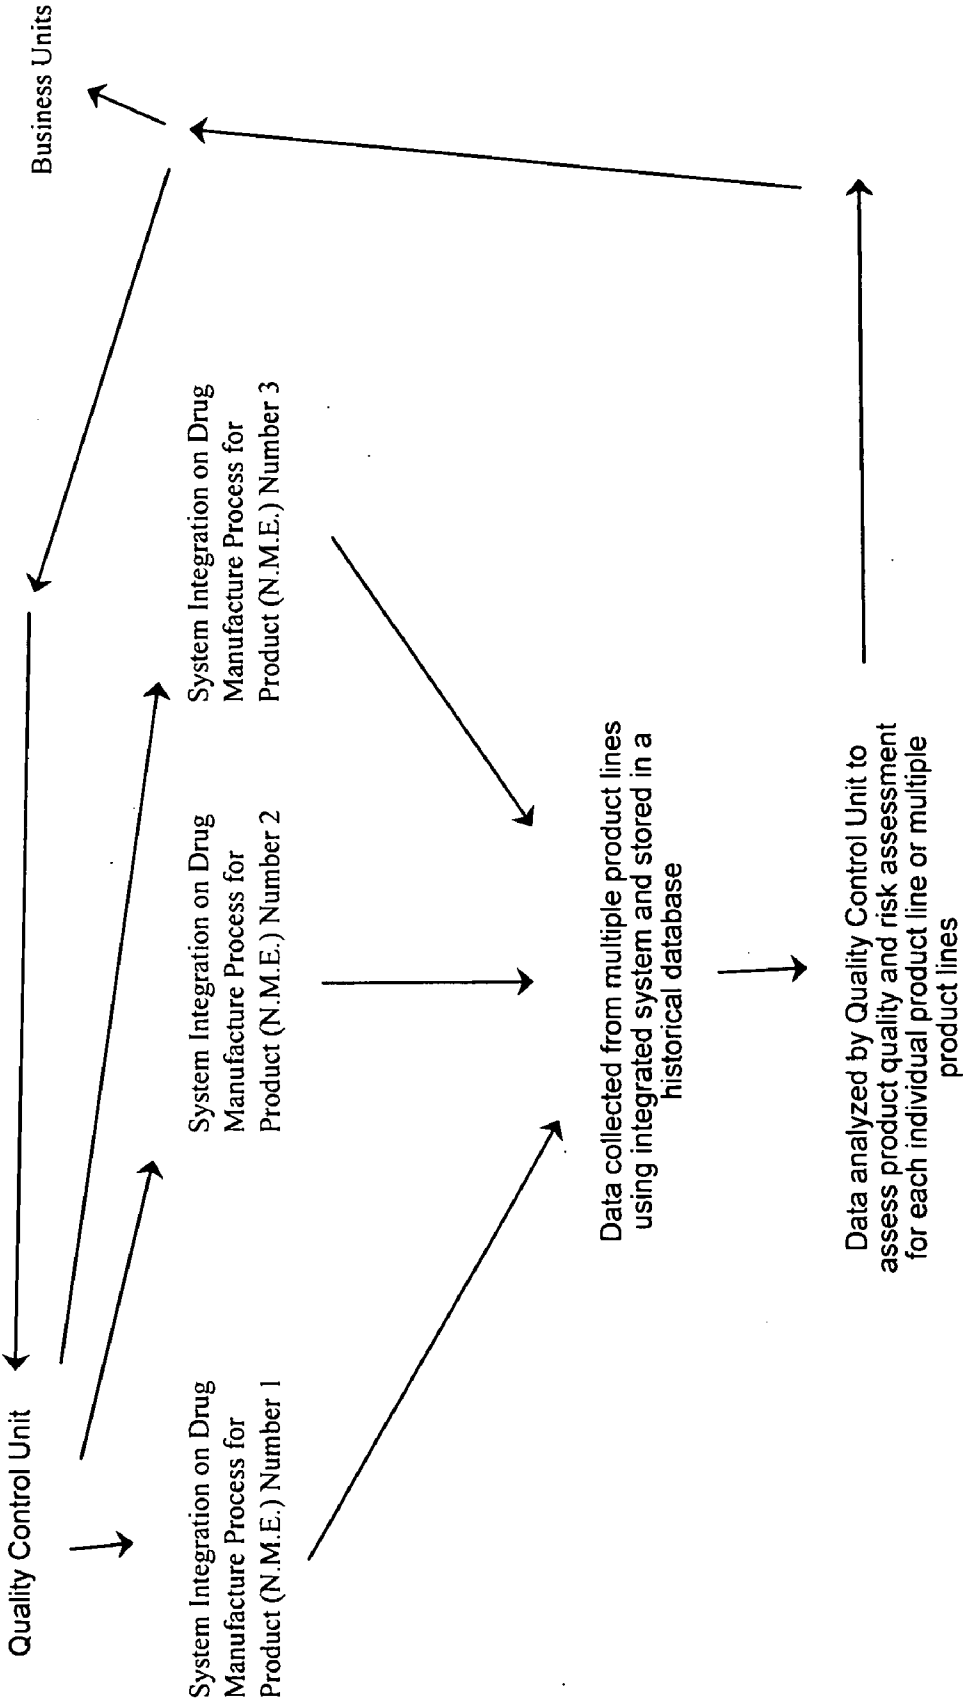 Quality Control Unit
Business Units
System Integration on Drug
Manufacture Process for
Product (N.M.E.) Number 1
System Integration on Drug
Manufacture Process for
Product (N.M.E.) Number 2
System Integration on Drug
Manufacture Process for
Product (N.M.E.) Number 3
Data collected from multiple product lines
using integrated system and stored in a
historical database
Data analyzed by Quality Control Unit to
assess product quality and risk assessment
for each individual product line or multiple
product lines